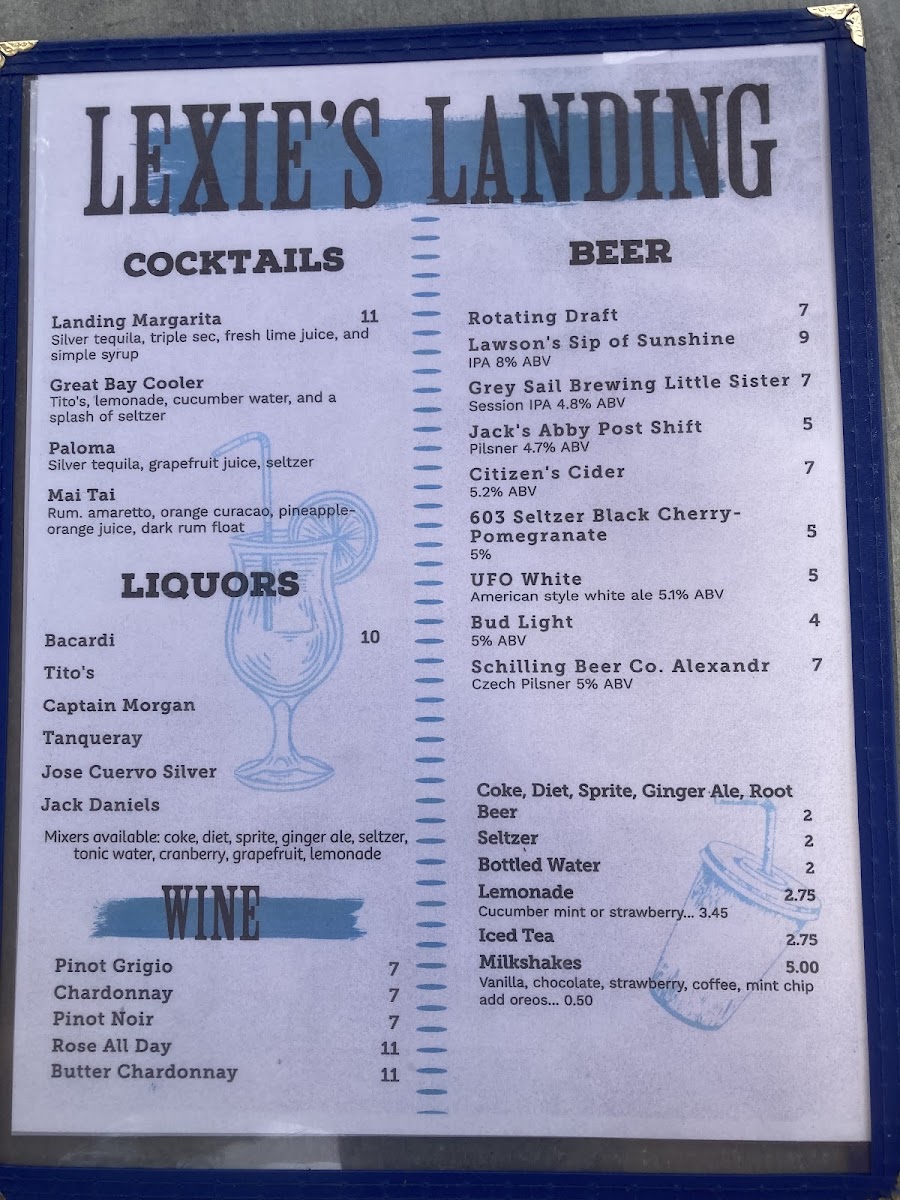 LEXIE'S LANDING
COCKTAILS
Landing Margarita 11
Silver tequila, triple sec, fresh lime juice, and
simple syrup
Great Bay Cooler
Tito's, lemonade, cucumber water, and a
splash of seltzer
Paloma
Silver tequila, grapefruit juice, seltzer
Mai Tai
Rum. amaretto, orange curacao, pineapple-
orange juice, dark rum float
LIQUORS
Bacardi 10
Tito's
Captain Morgan
Tanqueray
Jose Cuervo Silver
Jack Daniels
Mixers available: coke, diet, sprite, ginger ale, seltzer,
tonic water, cranberry, grapefruit, lemonade
WINE
Pinot Grigio 7
Chardonnay 7
Pinot Noir 7
Rose All Day 11
Butter Chardonnay 11
BEER
Rotating Draft 7
Lawson's Sip of Sunshine 9
IPA 8% ABV
Grey Sail Brewing Little Sister 7
Session IPA 4.8% ABV
Jack's Abby Post Shift 5
Pilsner 4.7% ABV
Citizen's Cider 7
5.2% ABV
603 Seltzer Black Cherry-
Pomegranate 5
5%
UFO White 5
American style white ale 5.1% ABV
Bud Light 4
5% ABV
Schilling Beer Co. Alexandr 7
Czech Pilsner 5% ABV
Coke, Diet, Sprite, Ginger Ale, Root
Beer 2
Seltzer 2
Bottled Water 2
Lemonade 2.75
Cucumber mint or strawberry... 3.45
Iced Tea 2.75
Milkshakes 5.00
Vanilla, chocolate, strawberry, coffee, mint chip
add oreos... 0.50